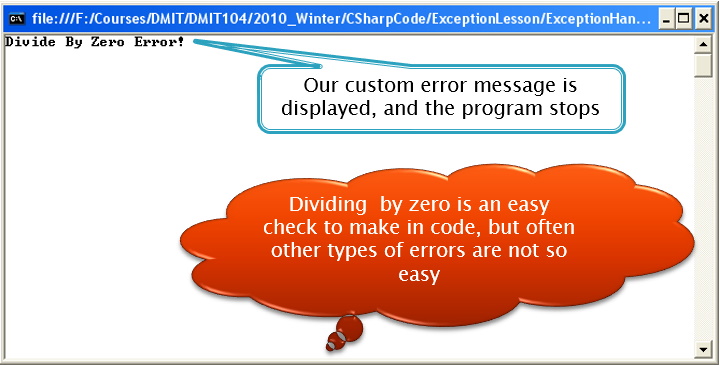 file:///F:/Courses/DMIT/DMIT104/2010_Winter/CSharpCode/ExceptionLesson/ExceptionHan...
Divide By Zero Error!
Our custom error message is
displayed, and the program stops
Dividing by zero is an easy
check to make in code, but often
other types of errors are not so
easy